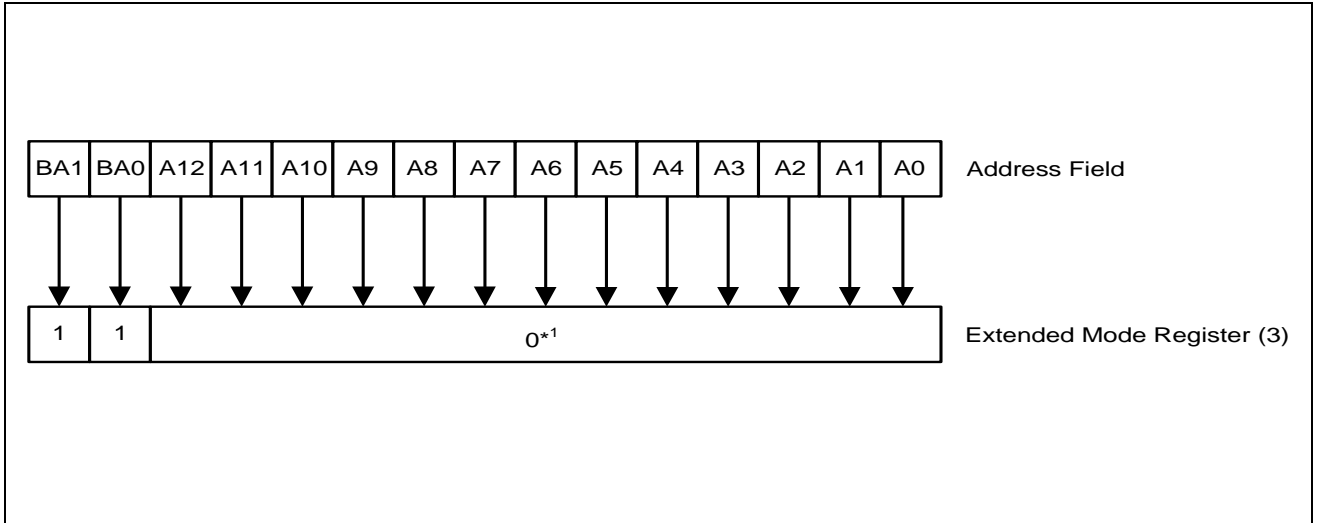 BA1 BA0 A12 A11 A10 A9 A8 A7 A6 A5 A4 A3 A2 A1 A0 Address Field
1 1 0*1 Extended Mode Register (3)